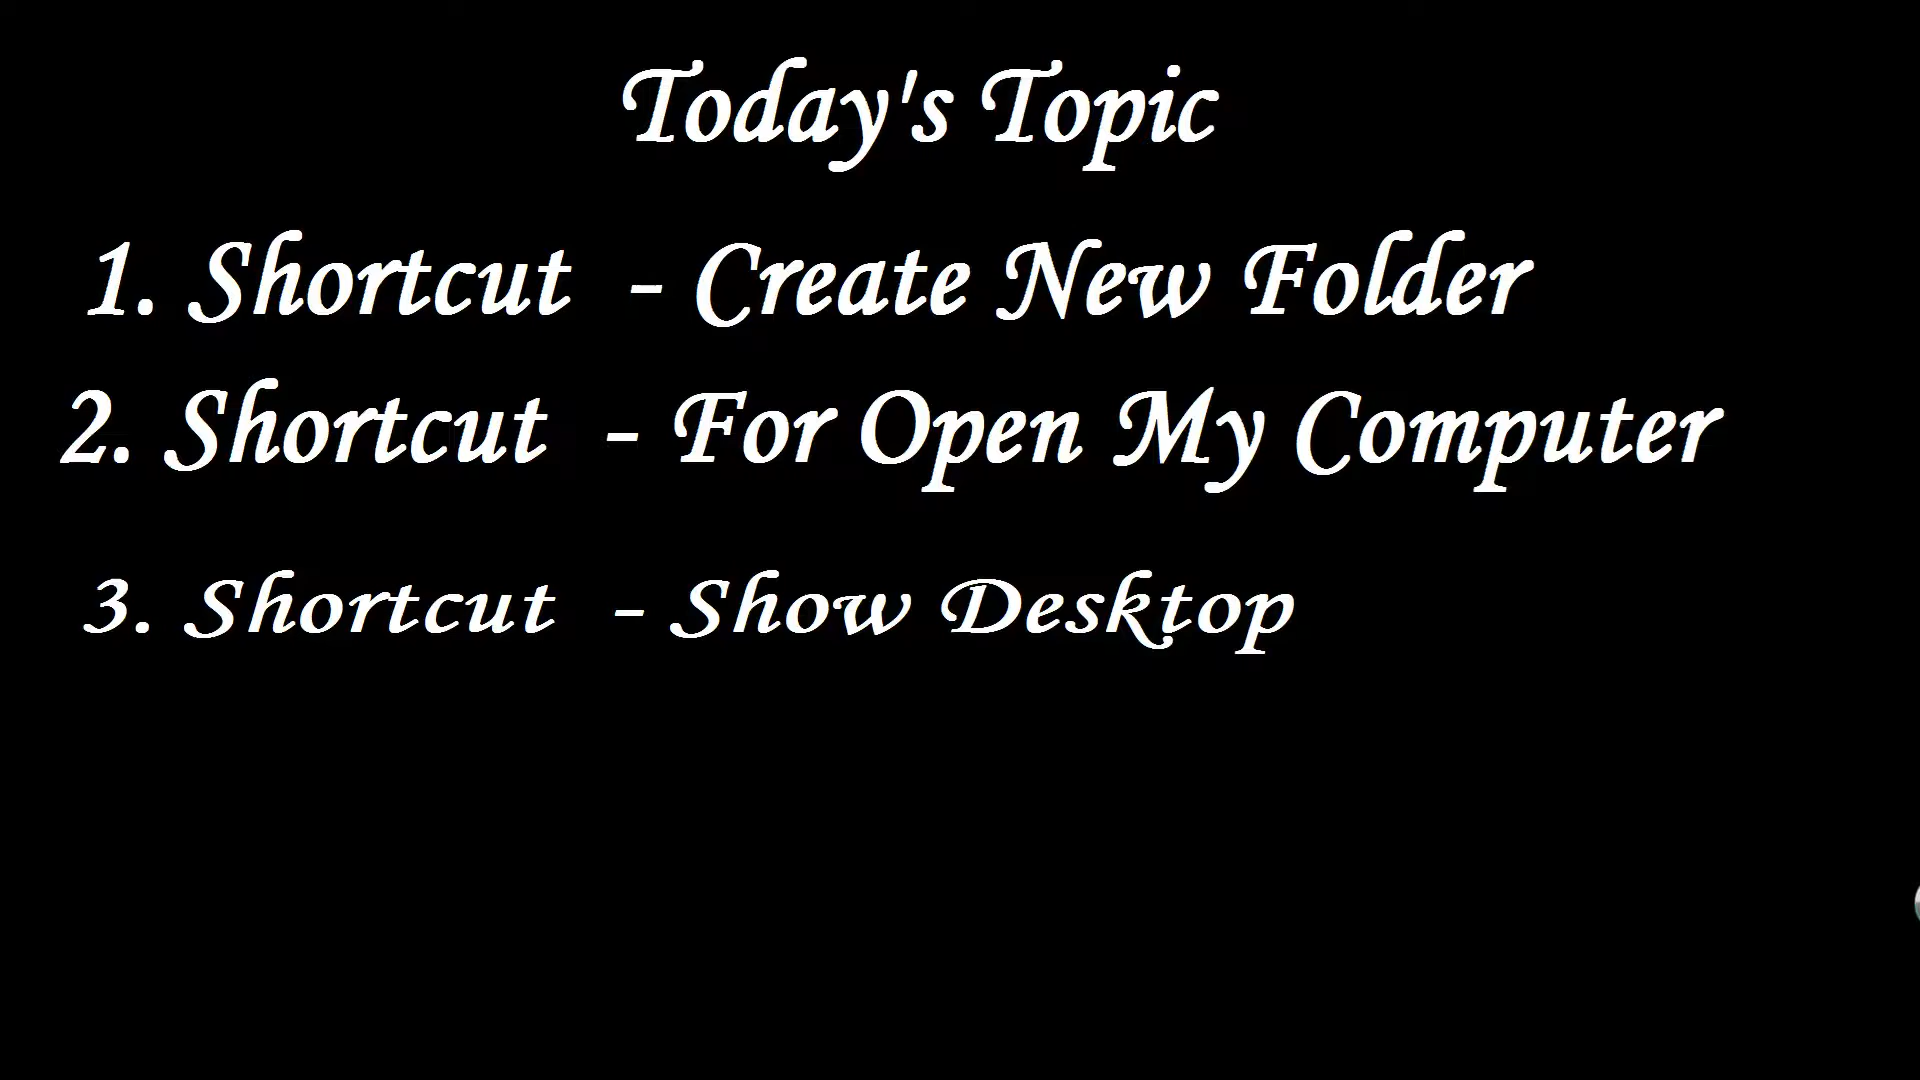 Today's Topic
1. Shortcut - Create New Folder
2. Shortcut - For Open My Computer
3. Shortcut - Show Desktop